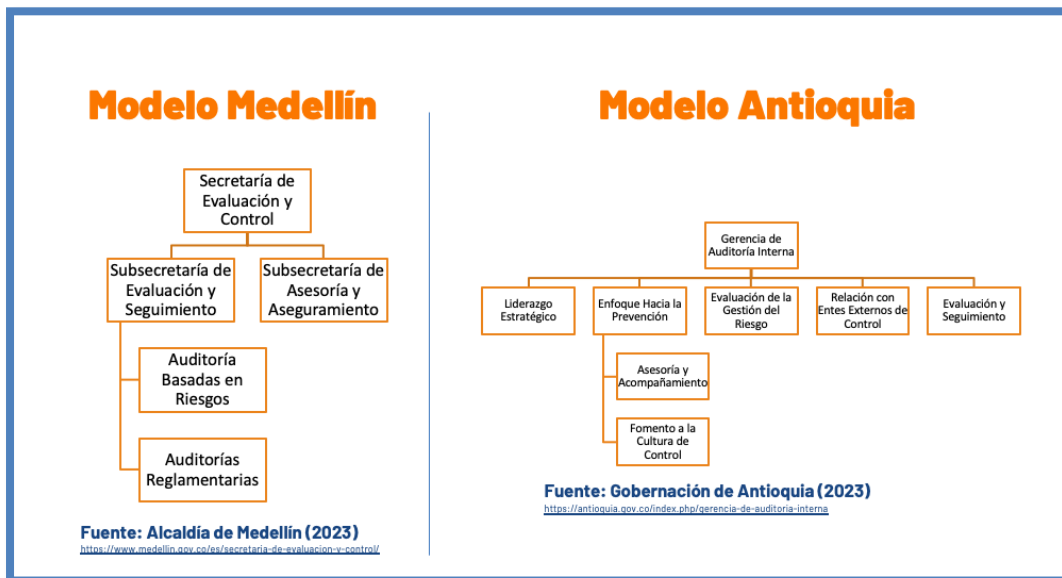 Modelo Medellín
Secretaría de
Evaluación y
Control
Subsecretaría de
Evaluación y
Seguimiento
Subsecretaría de
Asesoría y
Aseguramiento
Auditoría
Basadas en
Riesgos
Auditorías
Reglamentarias
Fuente: Alcaldía de Medellín (2023)
https://www.medellin.gov.co/es/secretaria-de-evaluacion-y-control/
Modelo Antioquia
Gerencia de
Auditoría Interna
Liderazgo
Estratégico
Enfoque Hacia la
Prevención
Evaluación de la
Gestión del
Riesgo
Relación con
Entes Externos de
Control
Evaluación y
Seguimiento
Asesoría y
Acompañamiento
Fomento a la
Cultura de
Control
Fuente: Gobernación de Antioquia (2023)
https://antioquia.gov.co/index.php/gerencia-de-auditoria-interna